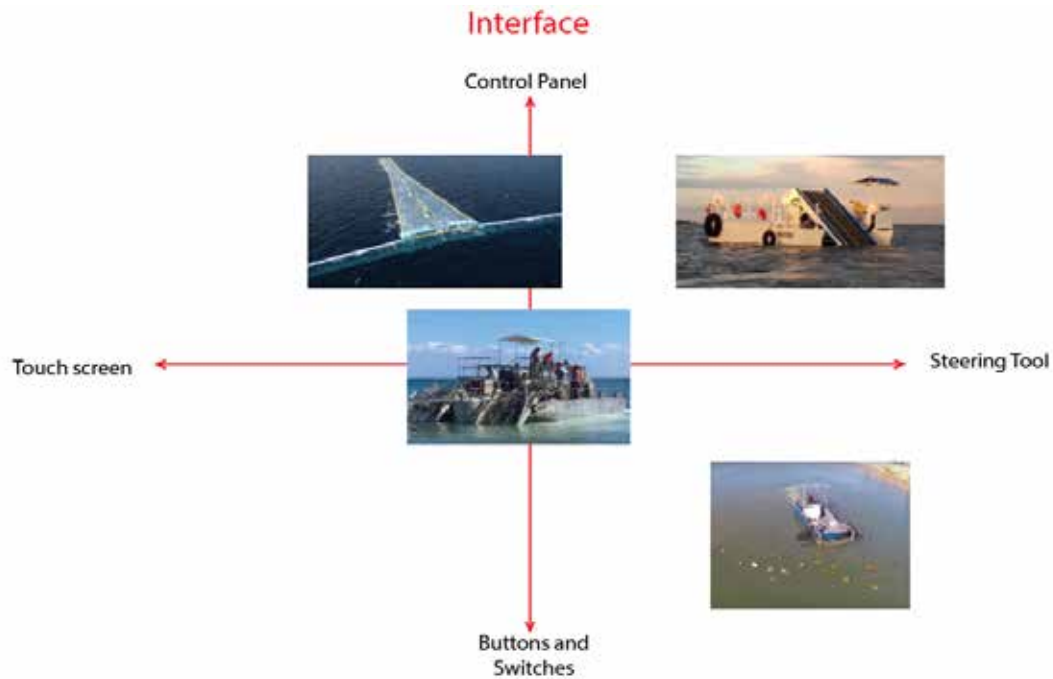 Interface
Control Panel
Touch screen
Steering Tool
Buttons and
Switches